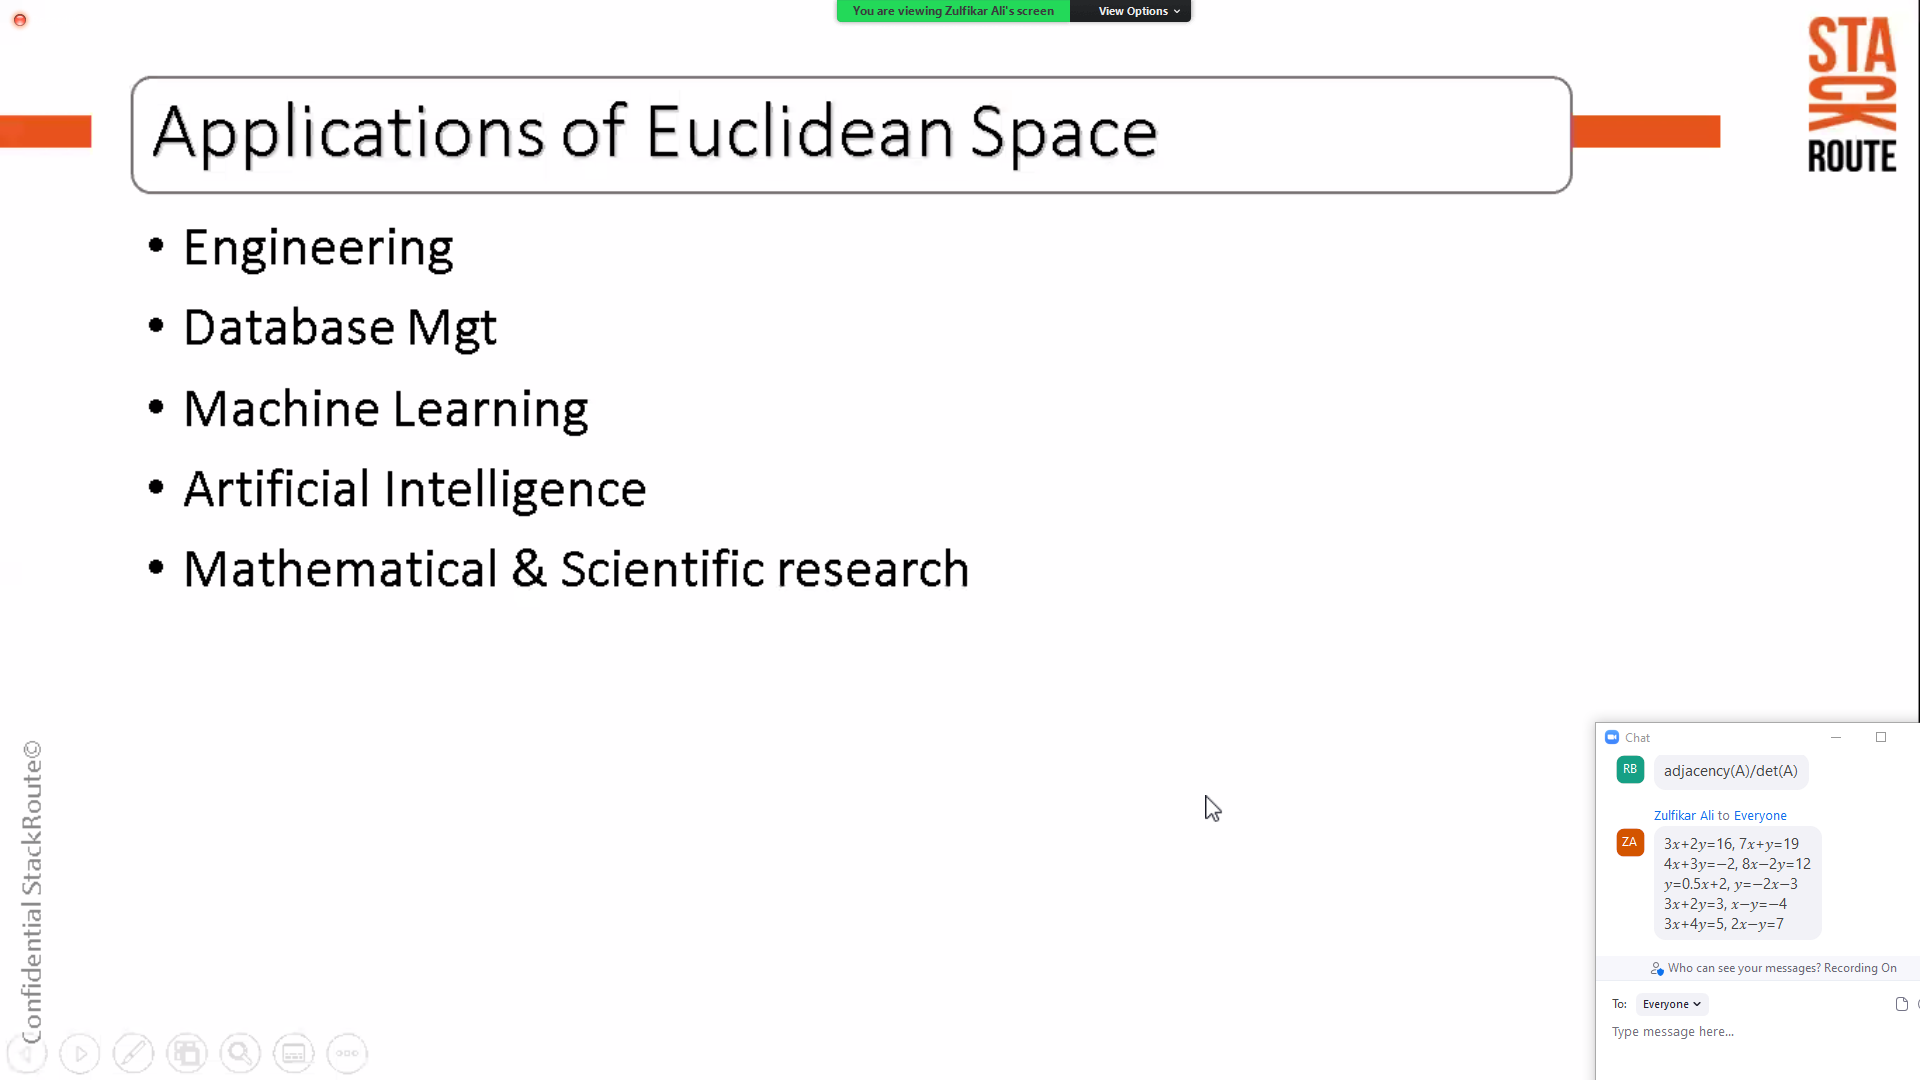 You are viewing Zulfikar Ali's screen
View Options
STA
CK
ROUTE
Applications of Euclidean Space
• Engineering
• Database Mgt
• Machine Learning
• Artificial Intelligence
• Mathematical & Scientific research
Confidential StackRoute©
Chat
RB
adjacency(A)/det(A)
Zulfikar Ali to Everyone
ZA
3x+2y=16, 7x+y=19
4x+3y=−2, 8x−2y=12
y=0.5x+2, y=−2x−3
3x+2y=3, x−y=−4
3x+4y=5, 2x−y=7
Who can see your messages? Recording On
To: Everyone
Type message here...